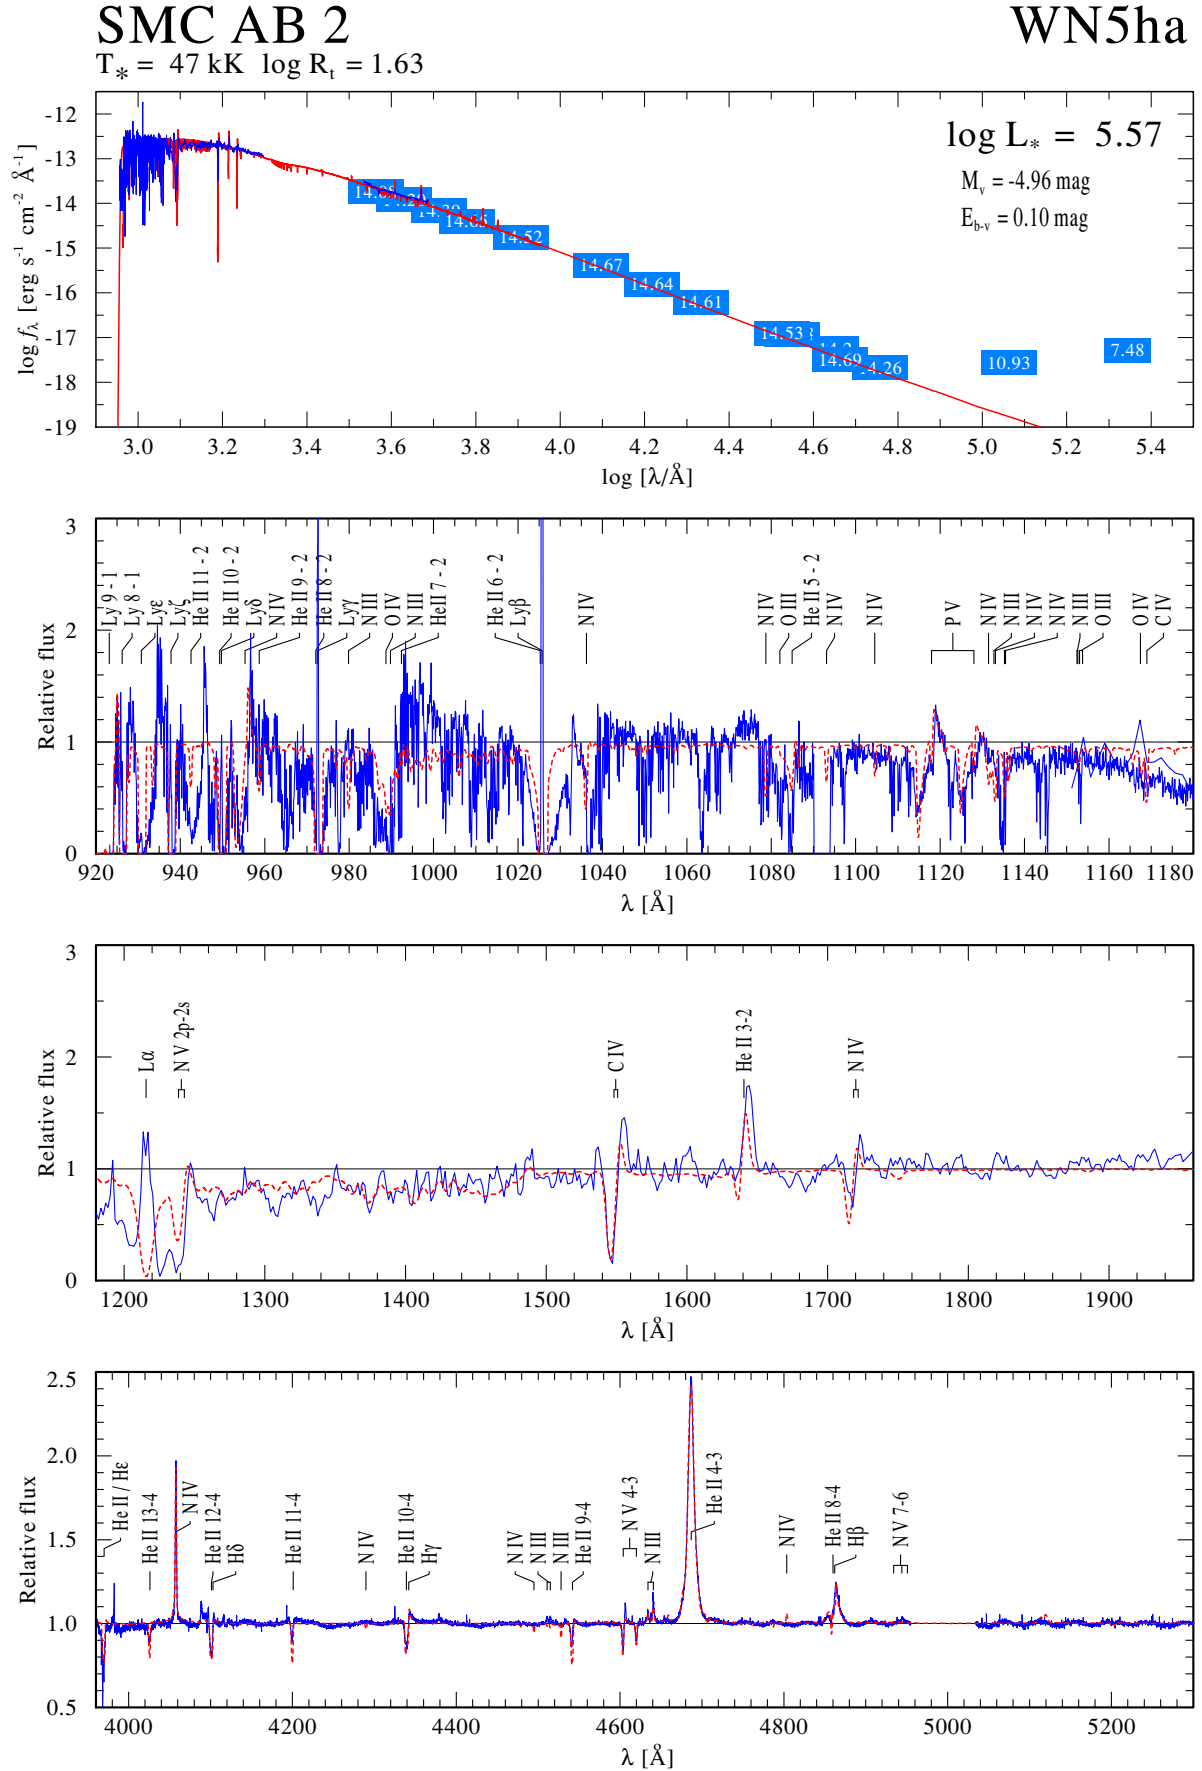 SMC AB 2
WN5ha
T* = 47 kK log Rt = 1.63
log L* = 5.57
Mv = -4.96 mag
Eb-v = 0.10 mag
log fλ [erg s-1 cm-2 Å-1]
-12
-13
-14
-15
-16
-17
-18
-19
14.52
14.67
14.64
14.61
14.53
14.69
14.26
10.93
7.48
3.0 3.2 3.4 3.6 3.8 4.0 4.2 4.4 4.6 4.8 5.0 5.2 5.4
log [λ/Å]
Relative flux
3
2
1
0
Ly 9 - 1
Ly 8 - 1
Lyε
Lyζ
He II 11 - 2
He II 10 - 2
Lyδ
N IV
He II 9 - 2
He II 8 - 2
Lyγ
N III
O IV
N III
HeII 7 - 2
He II 6 - 2
Lyβ
N IV
N IV
O III
He II 5 - 2
N IV
N IV
P V
N IV
N III
N IV
N IV
N III
O III
O IV
C IV
920 940 960 980 1000 1020 1040 1060 1080 1100 1120 1140 1160 1180
λ [Å]
Relative flux
3
2
1
0
Lα
N V 2p-2s
C IV
He II 3-2
N IV
1200 1300 1400 1500 1600 1700 1800 1900
λ [Å]
Relative flux
2.5
2.0
1.5
1.0
0.5
He II / Hε
He II 13-4
N IV
He II 12-4
Hδ
He II 11-4
N IV
He II 10-4
Hγ
N IV
N III
N III
He II 9-4
N V 4-3
N III
He II 4-3
N IV
He II 8-4
Hβ
N V 7-6
4000 4200 4400 4600 4800 5000 5200
λ [Å]